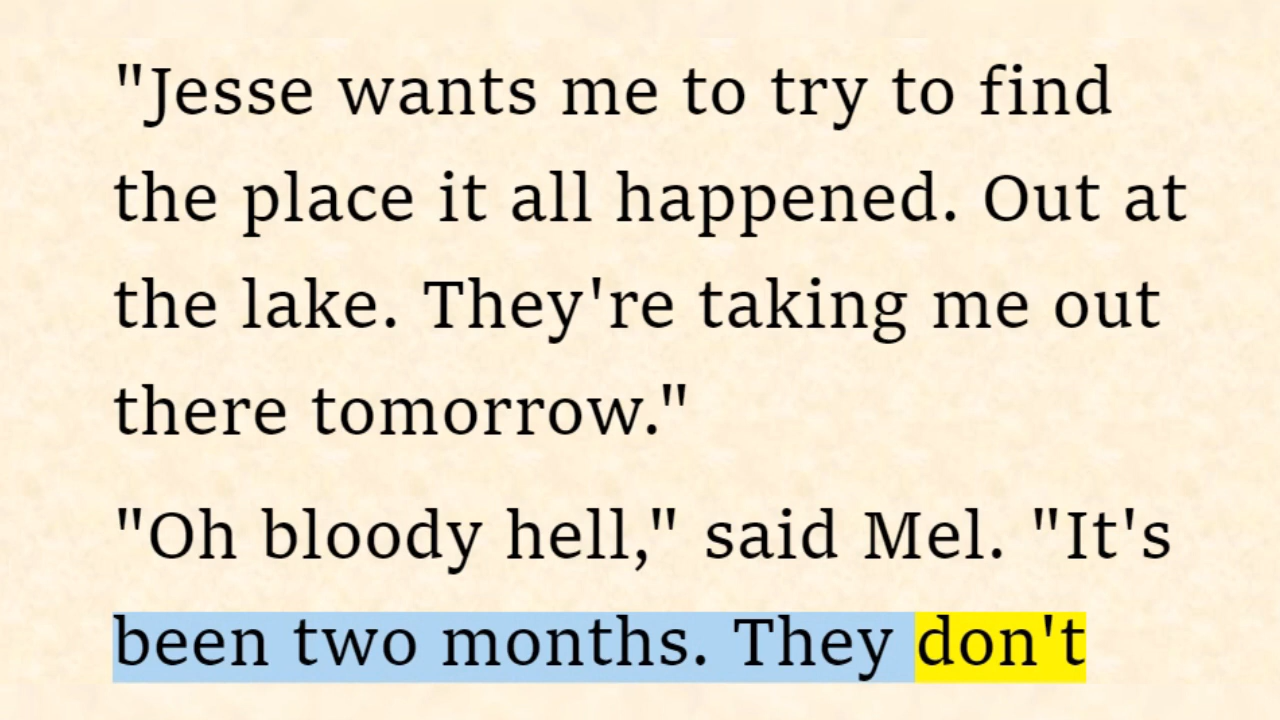 "Jesse wants me to try to find
the place it all happened. Out at
the lake. They're taking me out
there tomorrow."
"Oh bloody hell," said Mel. "It's
been two months. They don't